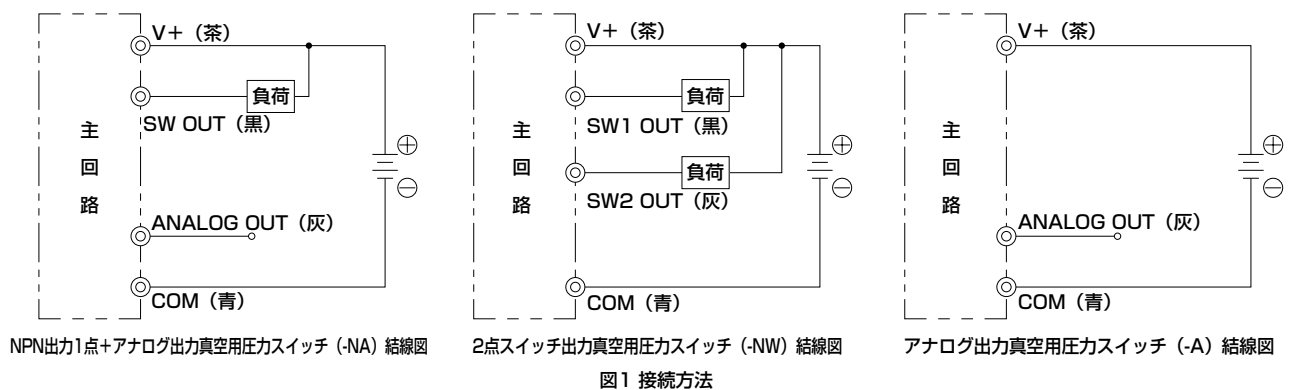 V+（茶）
負荷
SW OUT（黒）
主
回
路
ANALOG OUT（灰）
COM（青）
⊕
⊖
NPN出力1点＋アナログ出力真空用圧力スイッチ（-NA）結線図
V+（茶）
負荷
SW1 OUT（黒）
負荷
SW2 OUT（灰）
主
回
路
COM（青）
⊕
⊖
2点スイッチ出力真空用圧力スイッチ（-NW）結線図
V+（茶）
主
回
路
ANALOG OUT（灰）
COM（青）
⊕
⊖
アナログ出力真空用圧力スイッチ（-A）結線図
図1 接続方法